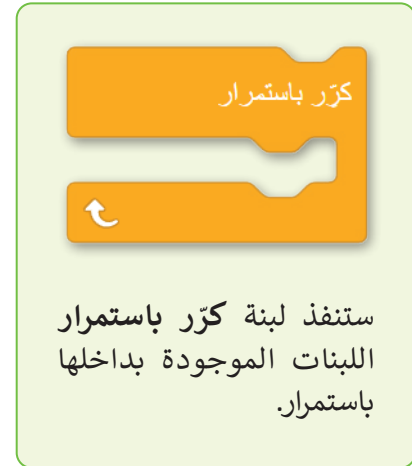 كرّر باستمرار
ستنفذ لبنة كرّر باستمرار
اللبنات الموجودة بداخلها
باستمرار.